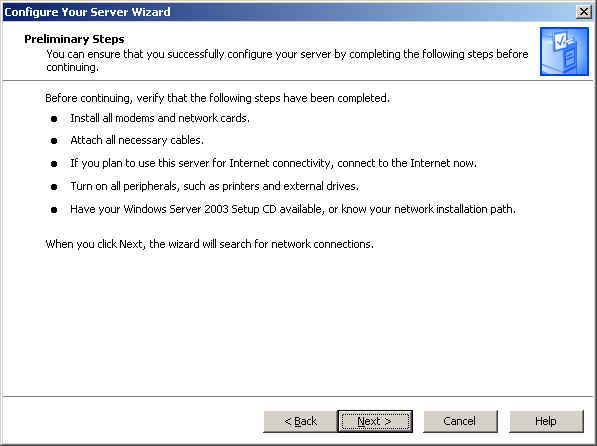 Configure Your Server Wizard
Preliminary Steps
You can ensure that you successfully configure your server by completing the following steps before
continuing.
Before continuing, verify that the following steps have been completed.
● Install all modems and network cards.
● Attach all necessary cables.
● If you plan to use this server for Internet connectivity, connect to the Internet now.
● Turn on all peripherals, such as printers and external drives.
● Have your Windows Server 2003 Setup CD available, or know your network installation path.
When you click Next, the wizard will search for network connections.
< Back Next > Cancel Help